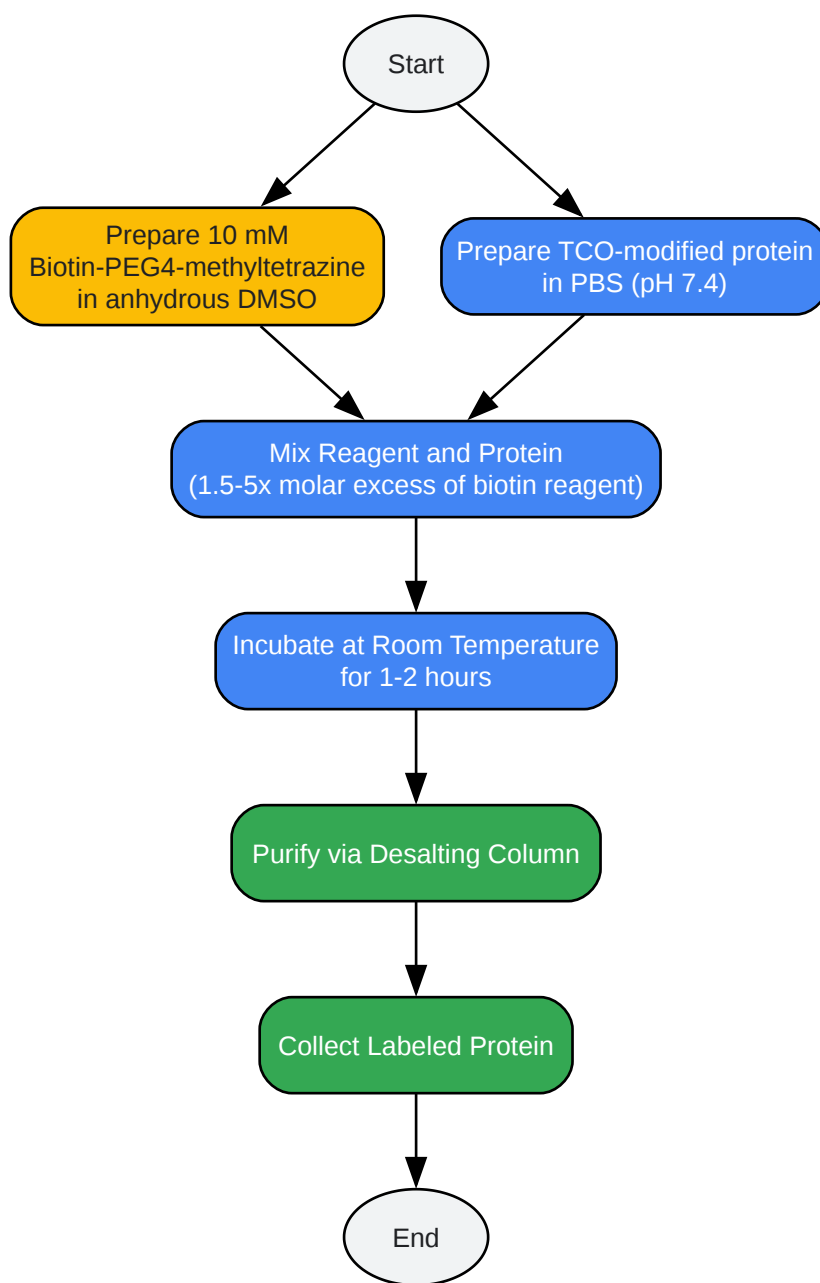 Start
Prepare 10 mM
Biotin-PEG4-methyltetrazine
in anhydrous DMSO
Prepare TCO-modified protein
in PBS (pH 7.4)
Mix Reagent and Protein
(1.5-5x molar excess of biotin reagent)
Incubate at Room Temperature
for 1-2 hours
Purify via Desalting Column
Collect Labeled Protein
End